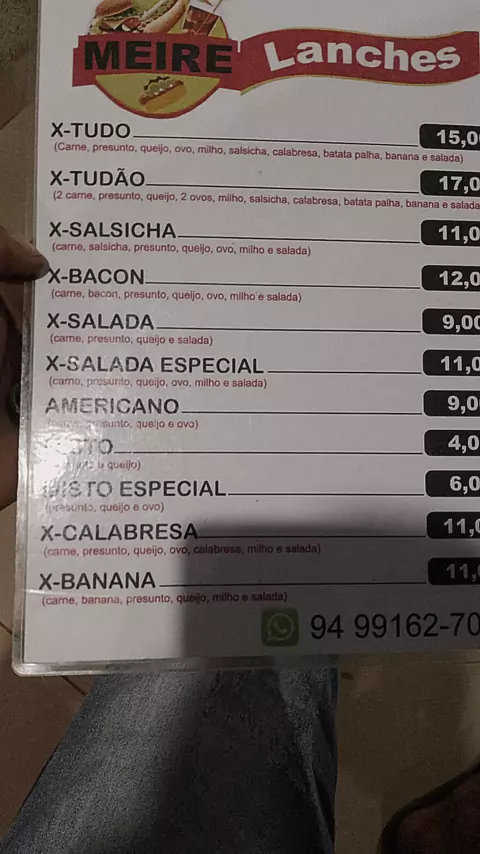 MEIRE Lanches
X-TUDO 15,0
(Carne, presunto, queijo, ovo, milho, salsicha, calabresa, batata palha, banana e salada)
X-TUDÃO 17,0
(2 carne, presunto, queijo, 2 ovos, milho, salsicha, calabresa, batata palha, banana e salada
X-SALSICHA 11,0
(carne, salsicha, presunto, queijo, ovo, milho e salada)
X-BACON 12,0
(carne, bacon, presunto, queijo, ovo, milho e salada)
X-SALADA 9,00
(carne, presunto, queijo e salada)
X-SALADA ESPECIAL 11,0
(carne, presunto, queijo, ovo, milho e salada)
AMERICANO 9,0
presunto, queijo e ovo)
4,0
queijo)
MISTO ESPECIAL 6,0
(presunto, queijo e ovo)
X-CALABRESA 11,0
(carne, presunto, queijo, ovo, calabresa, milho e salada)
X-BANANA 11,
(carne, banana, presunto, queijo, milho e salada)
94 99162-70